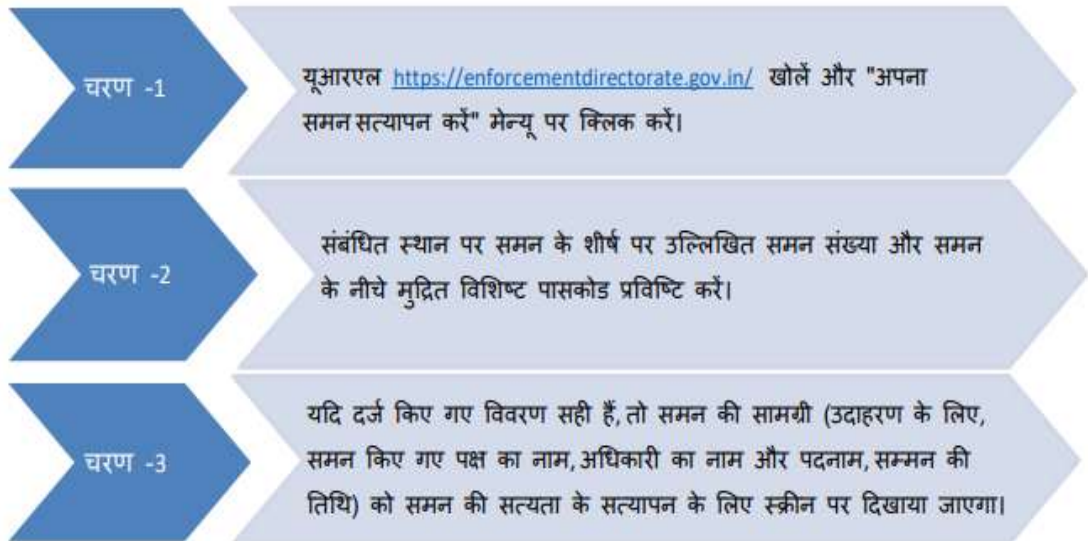 चरण -1
यूआरएल https://enforcementdirectorate.gov.in/ खोलें और "अपना
समन सत्यापन करें" मेन्यू पर क्लिक करें।
चरण -2
संबंधित स्थान पर समन के शीर्ष पर उल्लिखित समन संख्या और समन
के नीचे मुद्रित विशिष्ट पासकोड प्रविष्टि करें।
चरण -3
यदि दर्ज किए गए विवरण सही हैं, तो समन की सामग्री (उदाहरण के लिए,
समन किए गए पक्ष का नाम, अधिकारी का नाम और पदनाम, सम्मन की
तिथि) को समन की सत्यता के सत्यापन के लिए स्क्रीन पर दिखाया जाएगा।